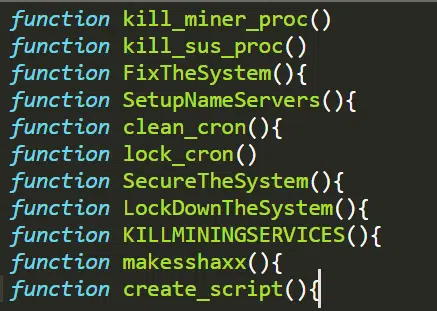 function kill_miner_proc()
function kill_sus_proc()
function FixTheSystem(){
function SetupNameServers(){
function clean_cron(){
function lock_cron()
function SecureTheSystem(){
function LockDownTheSystem(){
function KILLMININGSERVICES(){
function makesshaxx(){
function create_script(){